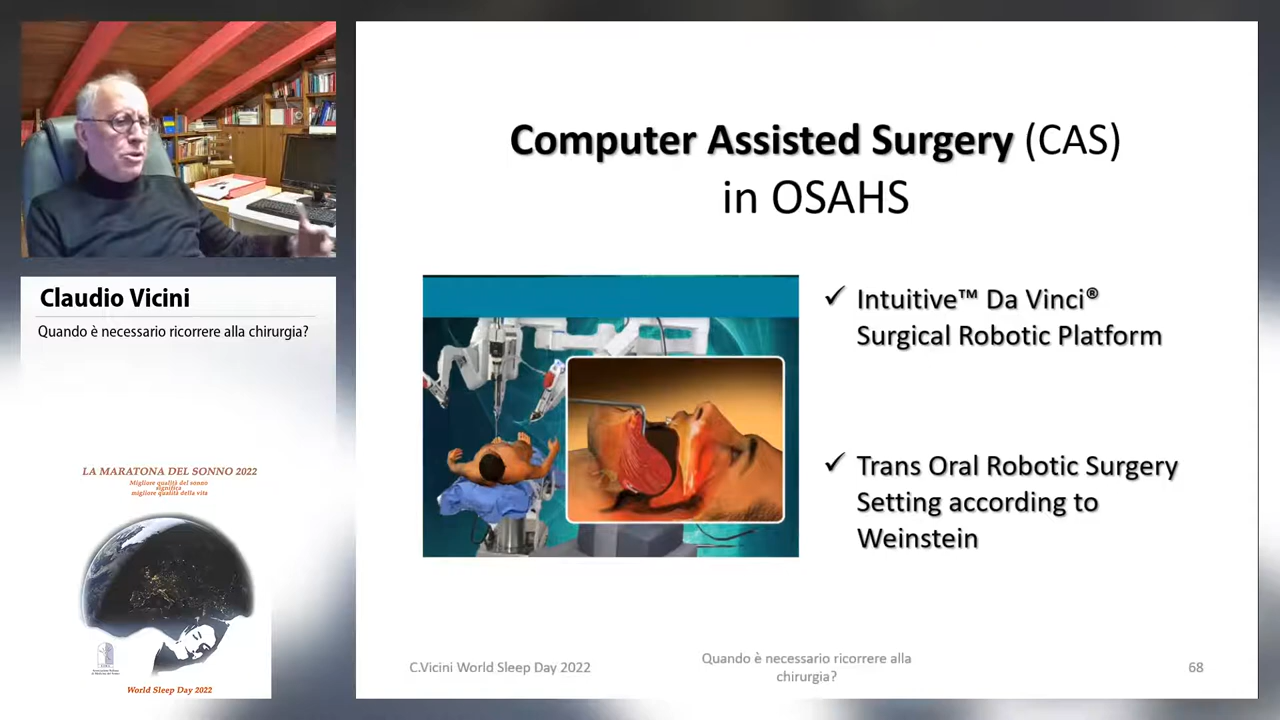 Claudio Vicini
Quando è necessario ricorrere alla chirurgia?
LA MARATONA DEL SONNO 2022
Migliore qualità del sonno
significa
migliore qualità della vita
World Sleep Day 2022
Computer Assisted Surgery (CAS)
in OSAHS
✓ Intuitive™ Da Vinci®
Surgical Robotic Platform
✓ Trans Oral Robotic Surgery
Setting according to
Weinstein
C.Vicini World Sleep Day 2022
Quando è necessario ricorrere alla
chirurgia?
68